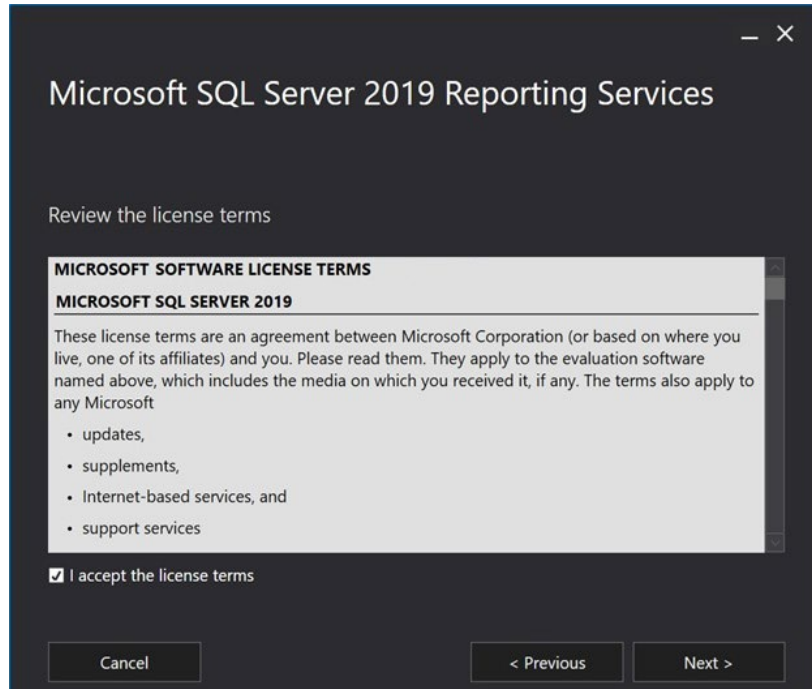 Microsoft SQL Server 2019 Reporting Services
Review the license terms
MICROSOFT SOFTWARE LICENSE TERMS
MICROSOFT SQL SERVER 2019
These license terms are an agreement between Microsoft Corporation (or based on where you
live, one of its affiliates) and you. Please read them. They apply to the evaluation software
named above, which includes the media on which you received it, if any. The terms also apply to
any Microsoft
• updates,
• supplements,
• Internet-based services, and
• support services
I accept the license terms
Cancel
< Previous
Next >